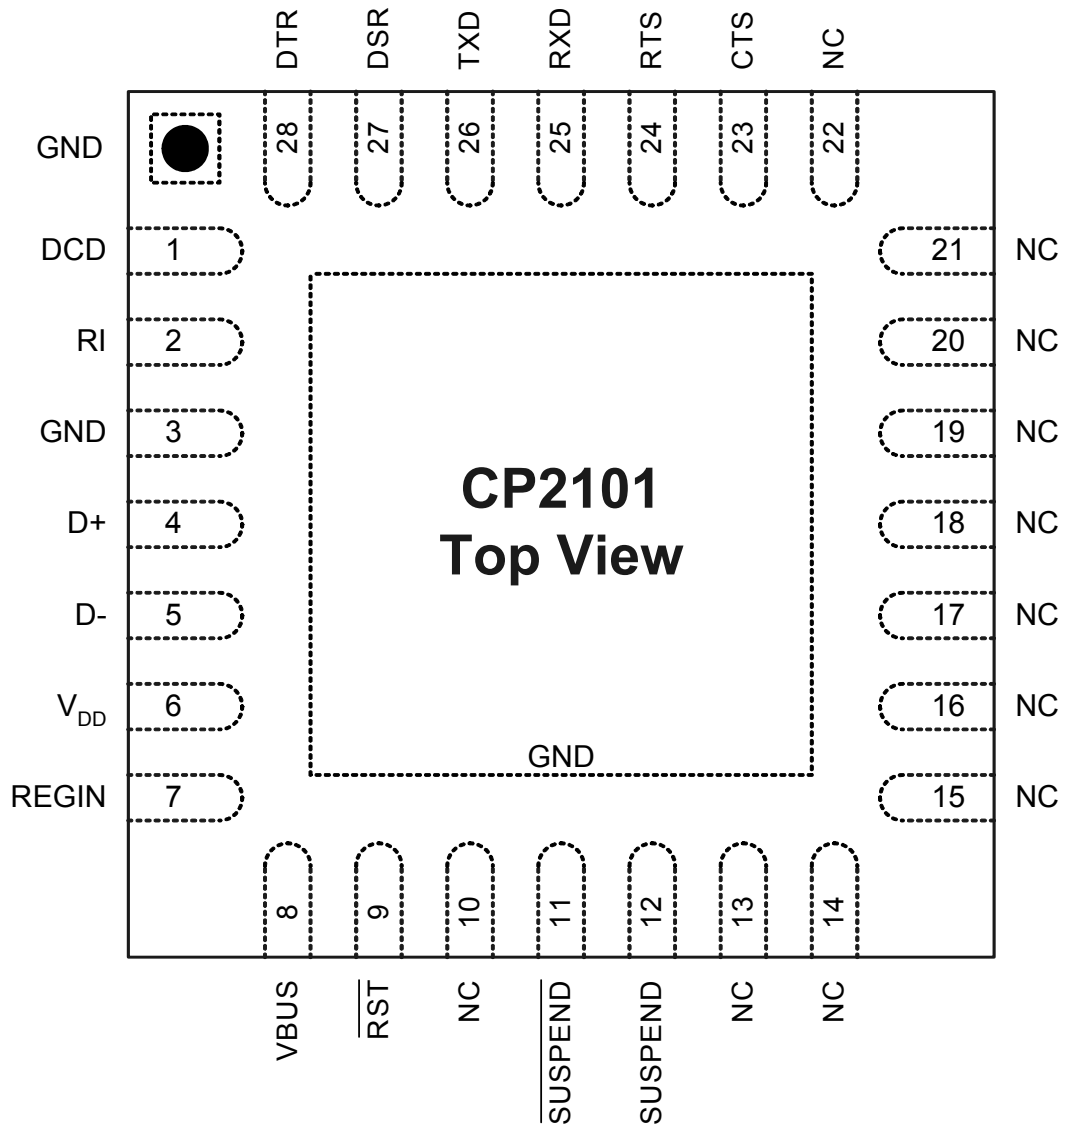 DTR
DSR
TXD
RXD
RTS
CTS
NC
28
27
26
25
24
23
22
GND
DCD 1
RI 2
GND 3
D+ 4
D- 5
VDD 6
REGIN 7
21 NC
20 NC
19 NC
18 NC
17 NC
16 NC
15 NC
CP2101
Top View
GND
8
9
10
11
12
13
14
VBUS
R̅S̅T̅
NC
S̅U̅S̅P̅E̅N̅D̅
SUSPEND
NC
NC